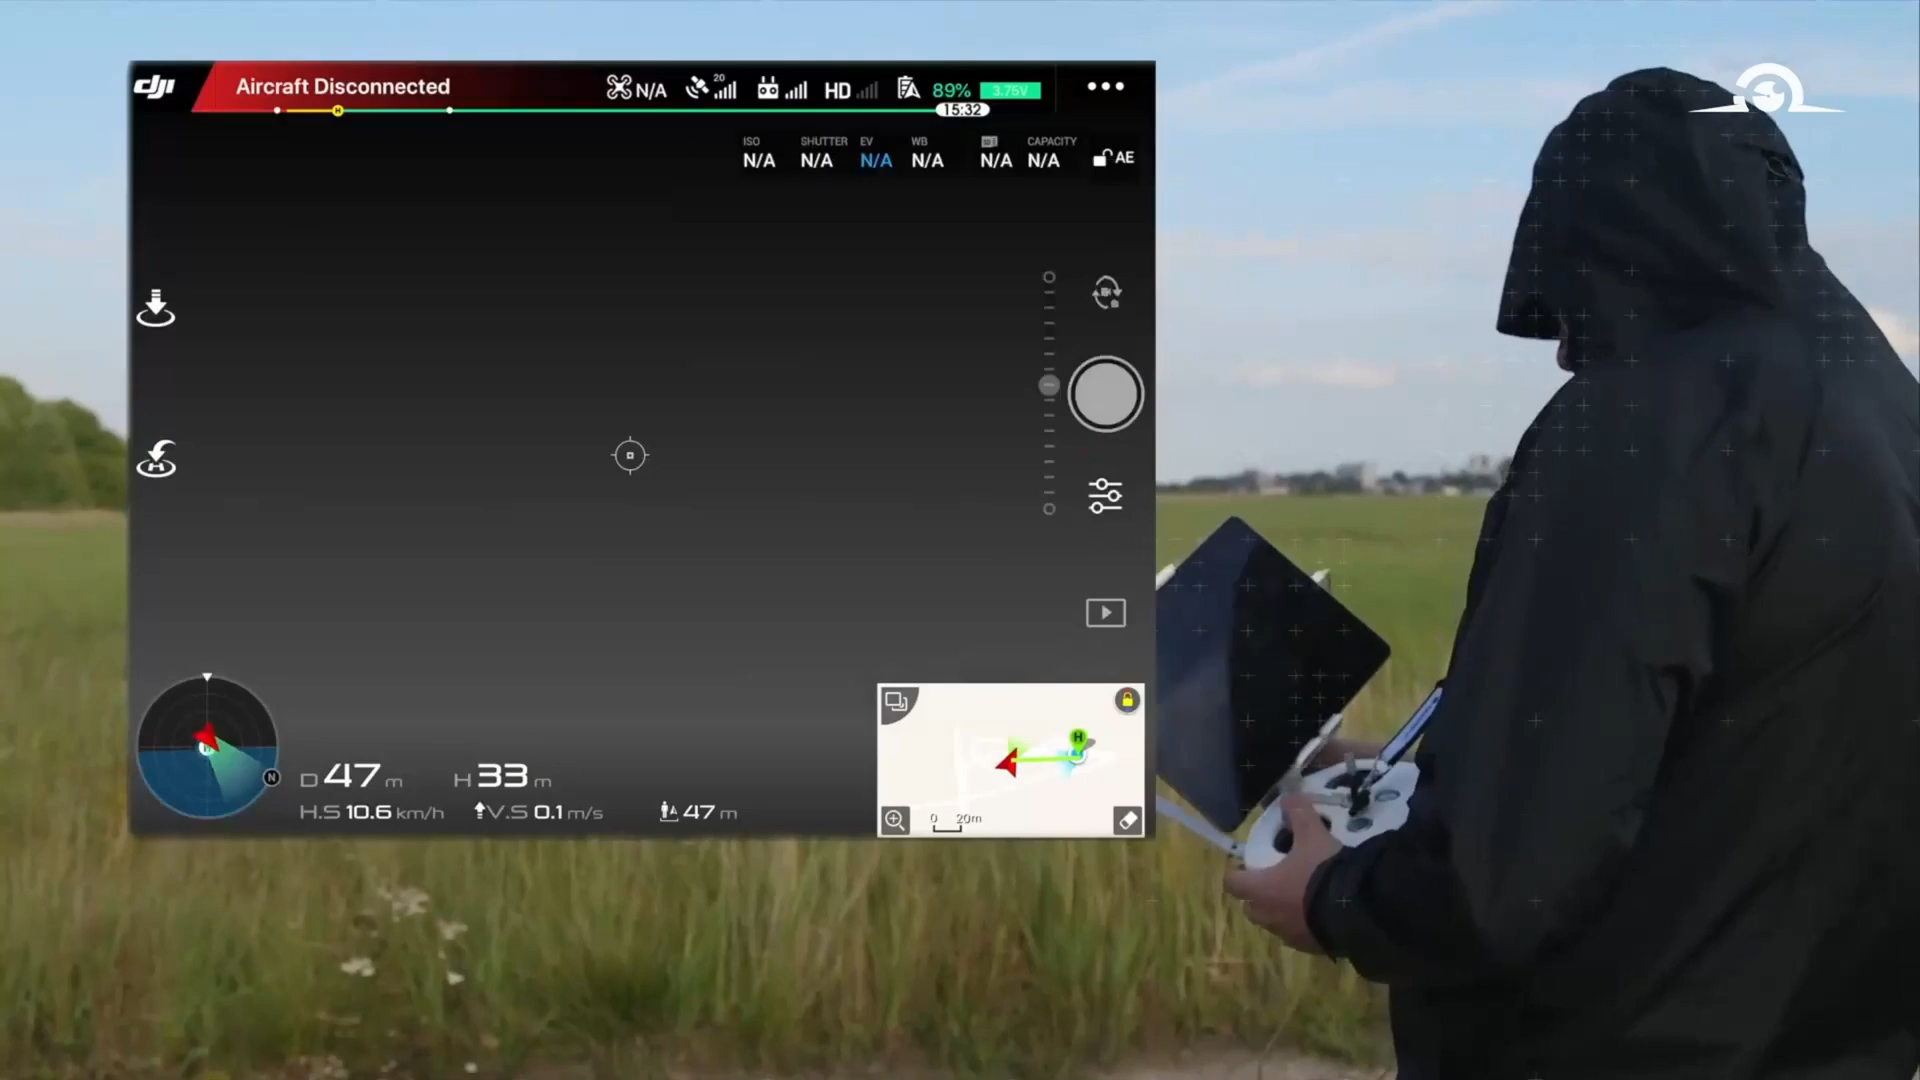 dji Aircraft Disconnected N/A 20 HD 89% 3.75V
H 15:32
ISO SHUTTER EV WB CAPACITY
N/A N/A N/A N/A N/A N/A AE
H
N
D 47 m H 33 m
H.S 10.6 km/h V.S 0.1 m/s 47 m
H
0 20m